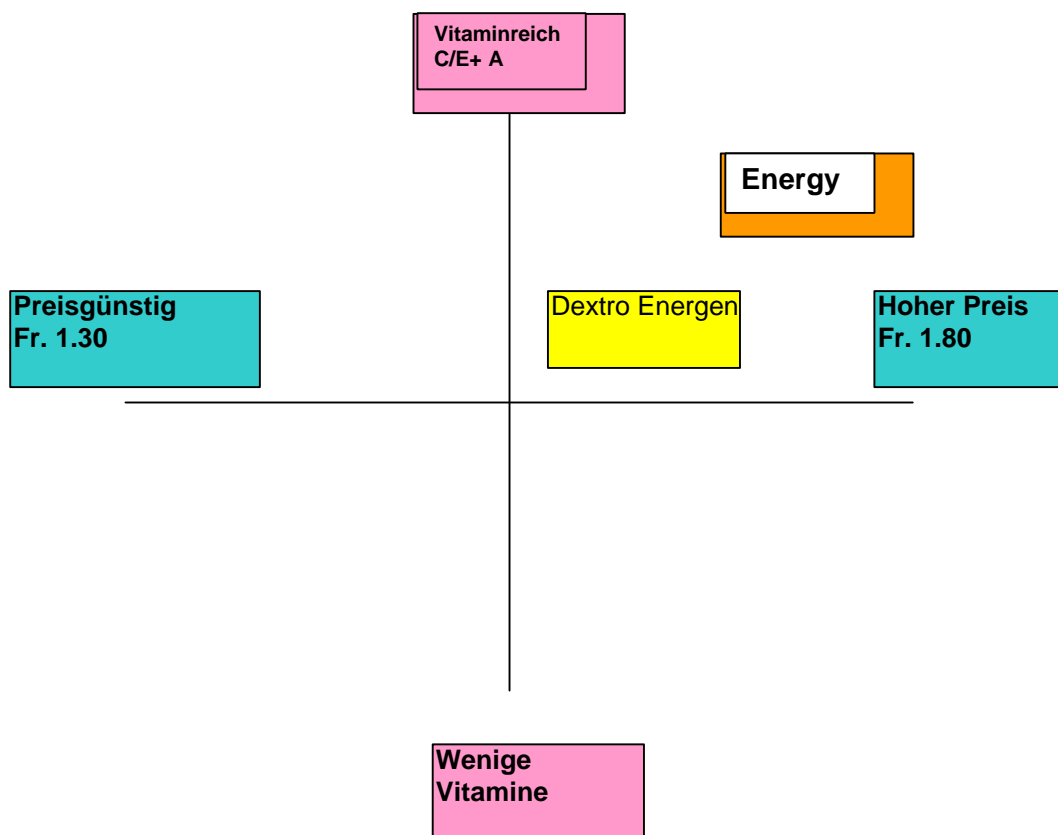 Vitaminreich
C/E+ A
Energy
Preisgünstig
Fr. 1.30
Dextro Energen
Hoher Preis
Fr. 1.80
Wenige
Vitamine